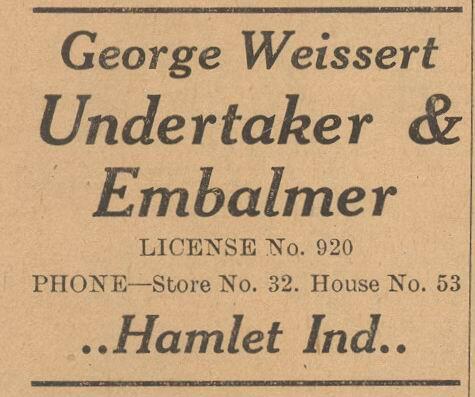 George Weissert
Undertaker &
Embalmer
LICENSE No. 920
PHONE—Store No. 32. House No. 53
..Hamlet Ind..